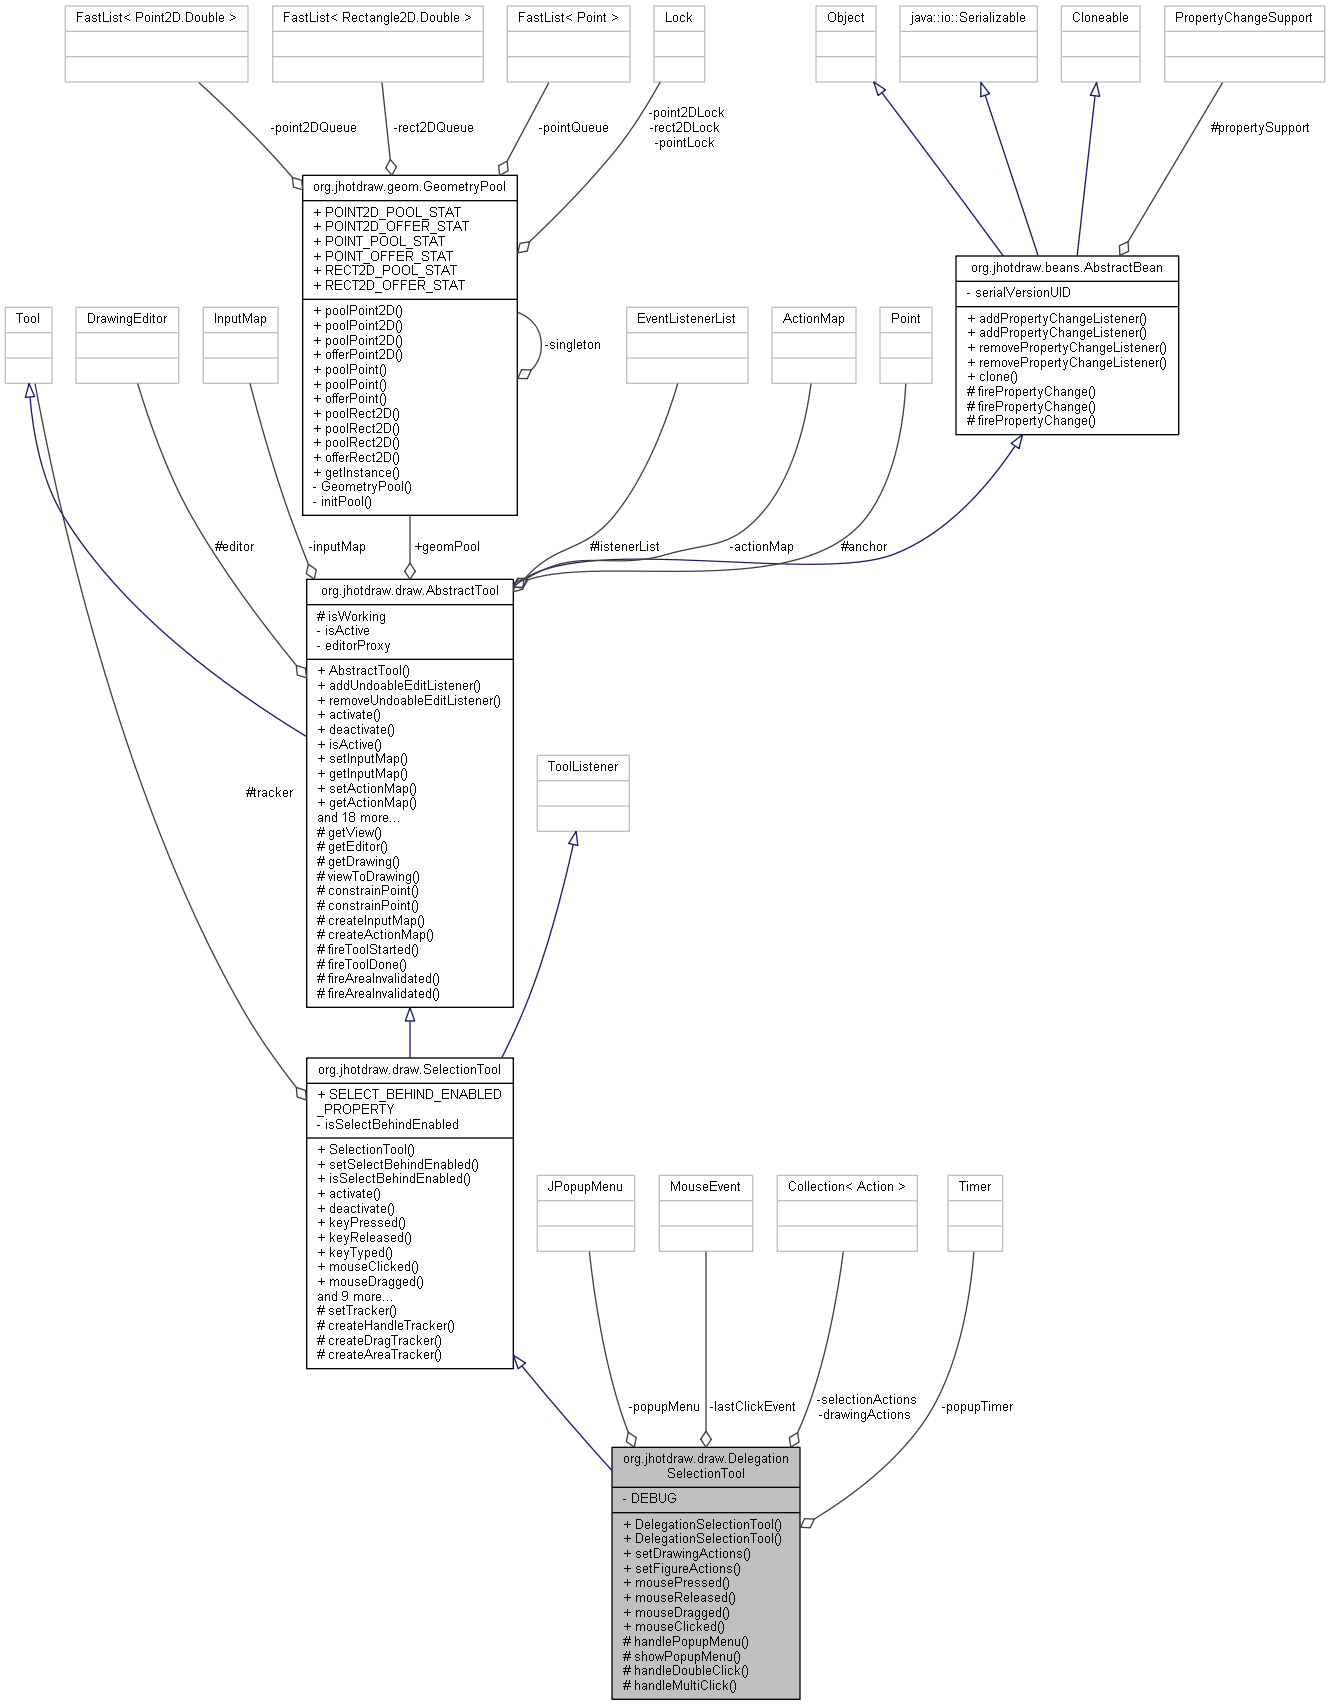 FastList< Point2D.Double >
FastList< Rectangle2D.Double >
FastList< Point >
Lock
Object
java::io::Serializable
Cloneable
PropertyChangeSupport
-point2DQueue
-rect2DQueue
-pointQueue
-point2DLock
-rect2DLock
-pointLock
#propertySupport
org.jhotdraw.geom.GeometryPool
+ POINT2D_POOL_STAT
+ POINT2D_OFFER_STAT
+ POINT_POOL_STAT
+ POINT_OFFER_STAT
+ RECT2D_POOL_STAT
+ RECT2D_OFFER_STAT
+ poolPoint2D()
+ poolPoint2D()
+ poolPoint2D()
+ offerPoint2D()
+ poolPoint()
+ poolPoint()
+ offerPoint()
+ poolRect2D()
+ poolRect2D()
+ poolRect2D()
+ offerRect2D()
+ getInstance()
- GeometryPool()
- initPool()
-singleton
org.jhotdraw.beans.AbstractBean
- serialVersionUID
+ addPropertyChangeListener()
+ addPropertyChangeListener()
+ removePropertyChangeListener()
+ removePropertyChangeListener()
+ clone()
# firePropertyChange()
# firePropertyChange()
# firePropertyChange()
Tool
DrawingEditor
InputMap
EventListenerList
ActionMap
Point
#editor
-inputMap
+geomPool
#listenerList
-actionMap
#anchor
org.jhotdraw.draw.AbstractTool
# isWorking
- isActive
- editorProxy
+ AbstractTool()
+ addUndoableEditListener()
+ removeUndoableEditListener()
+ activate()
+ deactivate()
+ isActive()
+ setInputMap()
+ getInputMap()
+ setActionMap()
+ getActionMap()
and 18 more...
# getView()
# getEditor()
# getDrawing()
# viewToDrawing()
# constrainPoint()
# constrainPoint()
# createInputMap()
# createActionMap()
# fireToolStarted()
# fireToolDone()
# fireAreaInvalidated()
# fireAreaInvalidated()
#tracker
ToolListener
org.jhotdraw.draw.SelectionTool
+ SELECT_BEHIND_ENABLED
_PROPERTY
- isSelectBehindEnabled
+ SelectionTool()
+ setSelectBehindEnabled()
+ isSelectBehindEnabled()
+ activate()
+ deactivate()
+ keyPressed()
+ keyReleased()
+ keyTyped()
+ mouseClicked()
+ mouseDragged()
and 9 more...
# setTracker()
# createHandleTracker()
# createDragTracker()
# createAreaTracker()
JPopupMenu
MouseEvent
Collection< Action >
Timer
-popupMenu
-lastClickEvent
-selectionActions
-drawingActions
-popupTimer
org.jhotdraw.draw.Delegation
SelectionTool
- DEBUG
+ DelegationSelectionTool()
+ DelegationSelectionTool()
+ setDrawingActions()
+ setFigureActions()
+ mousePressed()
+ mouseReleased()
+ mouseDragged()
+ mouseClicked()
# handlePopupMenu()
# showPopupMenu()
# handleDoubleClick()
# handleMultiClick()